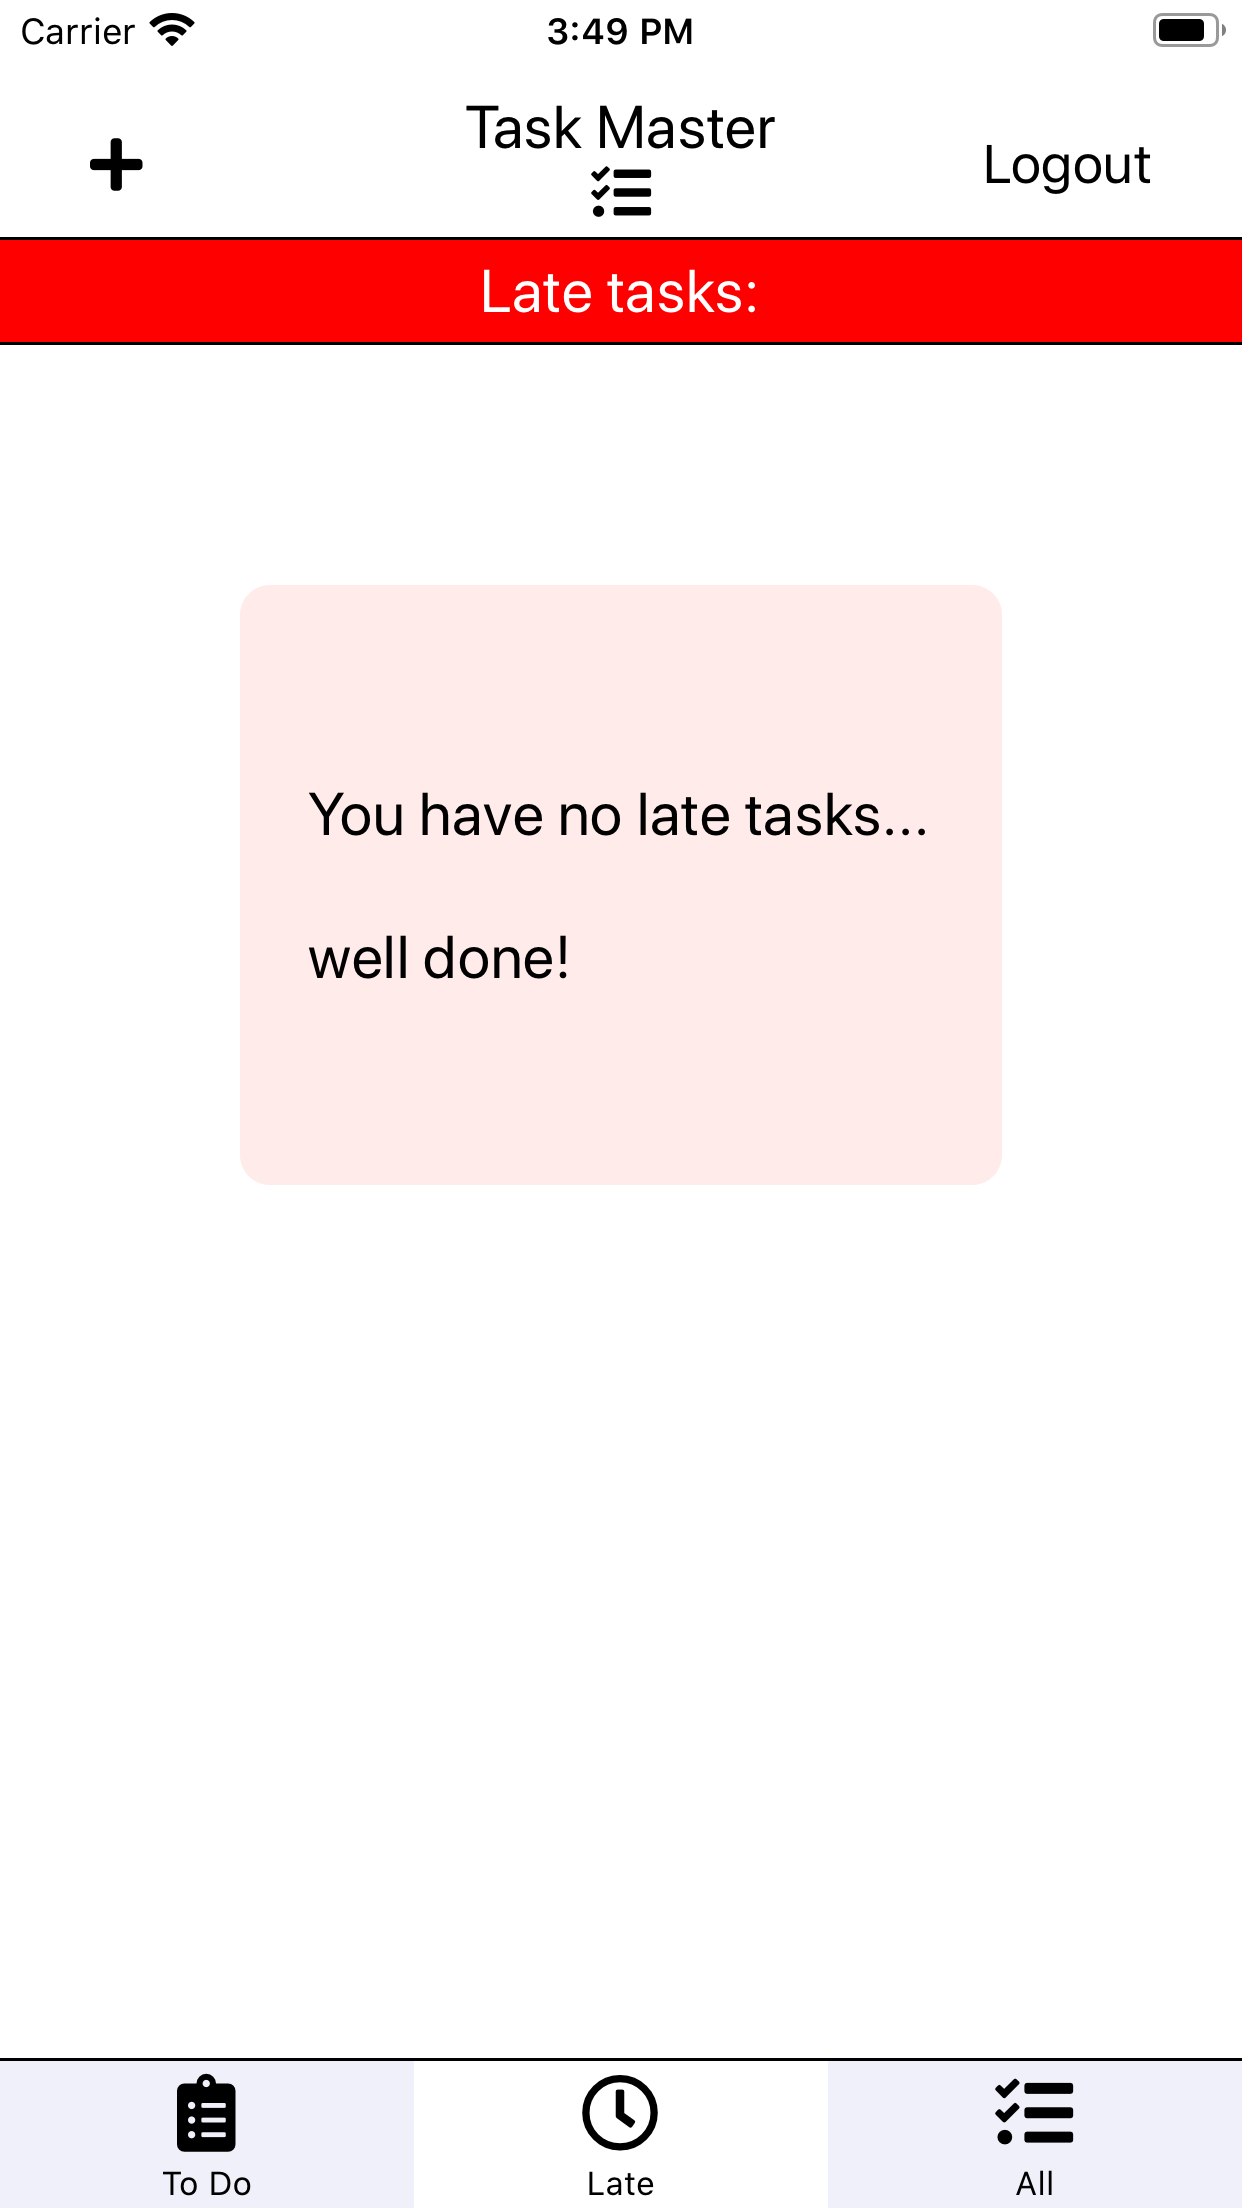 Carrier 3:49 PM
Task Master
Logout
Late tasks:
You have no late tasks...
well done!
To Do Late All